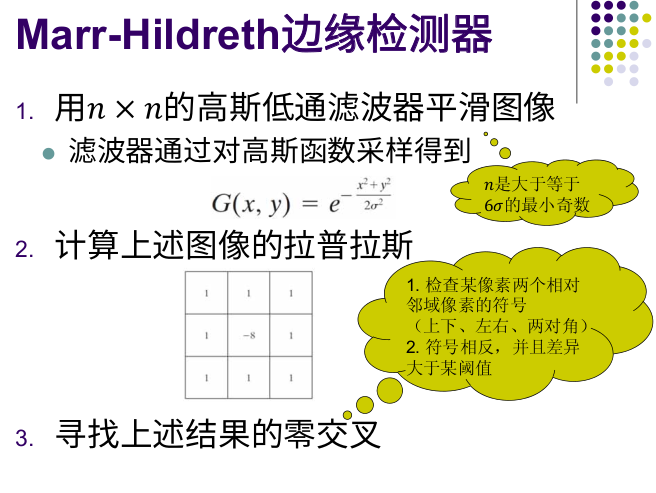 Marr-Hildreth边缘检测器
1. 用n × n的高斯低通滤波器平滑图像
● 滤波器通过对高斯函数采样得到
n是大于等于
6σ的最小奇数
G(x, y) = e^{-\frac{x^2+y^2}{2σ^2}}
2. 计算上述图像的拉普拉斯
1 1 1
1 −8 1
1 1 1
1. 检查某像素两个相对
邻域像素的符号
（上下、左右、两对角）
2. 符号相反，并且差异
大于某阈值
3. 寻找上述结果的零交叉